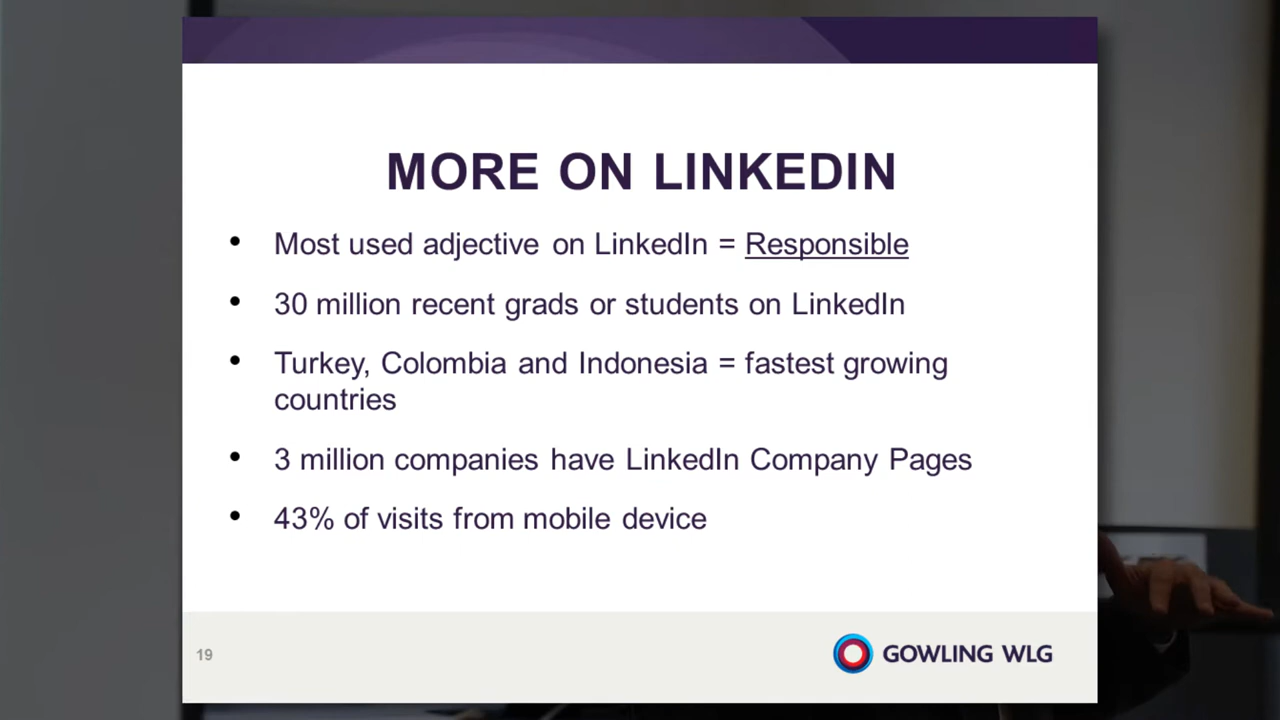 MORE ON LINKEDIN
• Most used adjective on LinkedIn = Responsible
• 30 million recent grads or students on LinkedIn
• Turkey, Colombia and Indonesia = fastest growing
countries
• 3 million companies have LinkedIn Company Pages
• 43% of visits from mobile device
19
GOWLING WLG